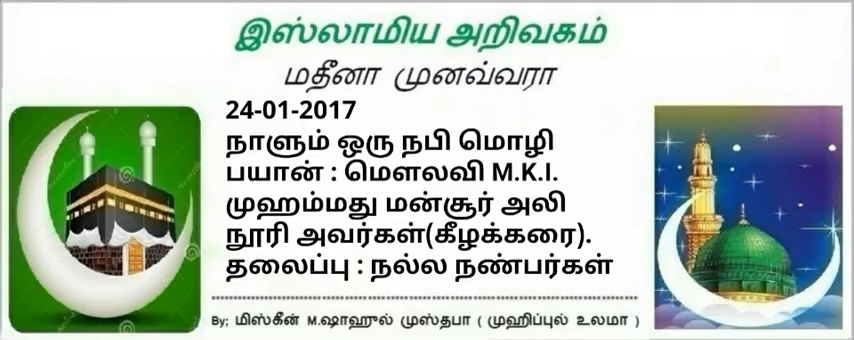 இஸ்லாமிய அறிவகம்
மதீனா முனவ்வரா
24-01-2017
நாளும் ஒரு நபி மொழி
பயான் : மௌலவி M.K.I.
முஹம்மது மன்சூர் அலி
நூரி அவர்கள்(கீழக்கரை).
தலைப்பு : நல்ல நண்பர்கள்
By; மிஸ்கீன் M.ஷாஹுல் முஸ்தபா ( முஹிப்புல் உலமா )